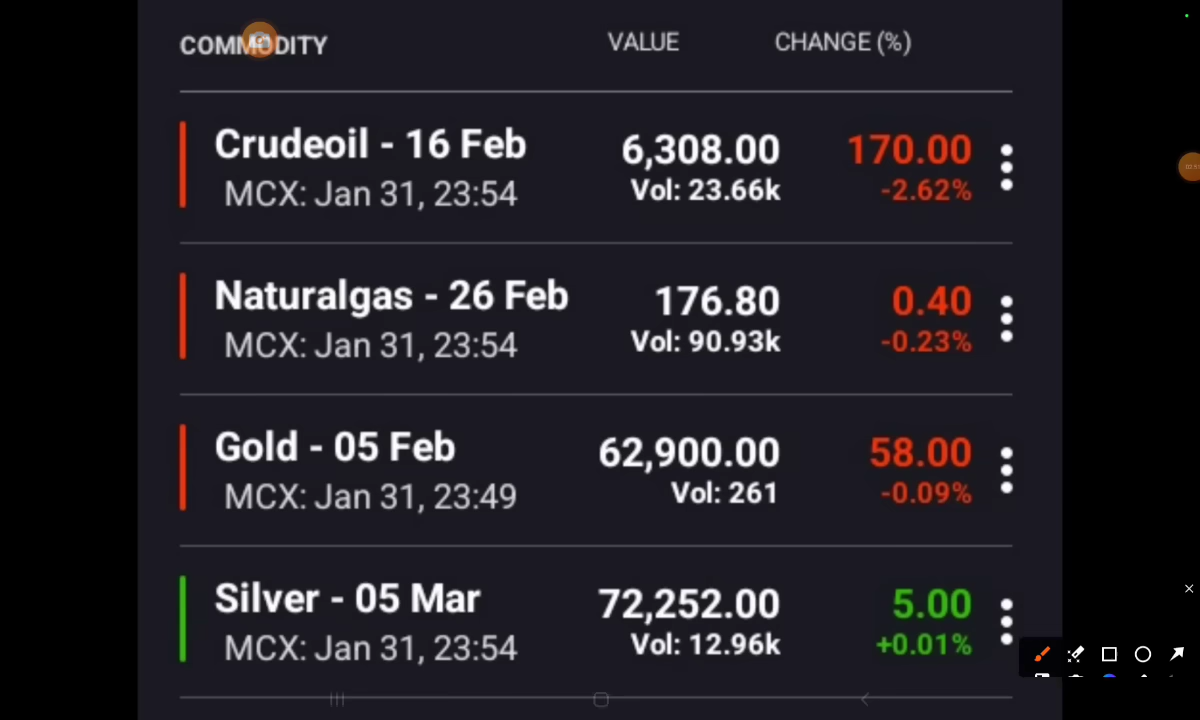 COMMODITY VALUE CHANGE (%)
Crudeoil - 16 Feb 6,308.00 170.00
MCX: Jan 31, 23:54 Vol: 23.66k -2.62%
Naturalgas - 26 Feb 176.80 0.40
MCX: Jan 31, 23:54 Vol: 90.93k -0.23%
Gold - 05 Feb 62,900.00 58.00
MCX: Jan 31, 23:49 Vol: 261 -0.09%
Silver - 05 Mar 72,252.00 5.00
MCX: Jan 31, 23:54 Vol: 12.96k +0.01%